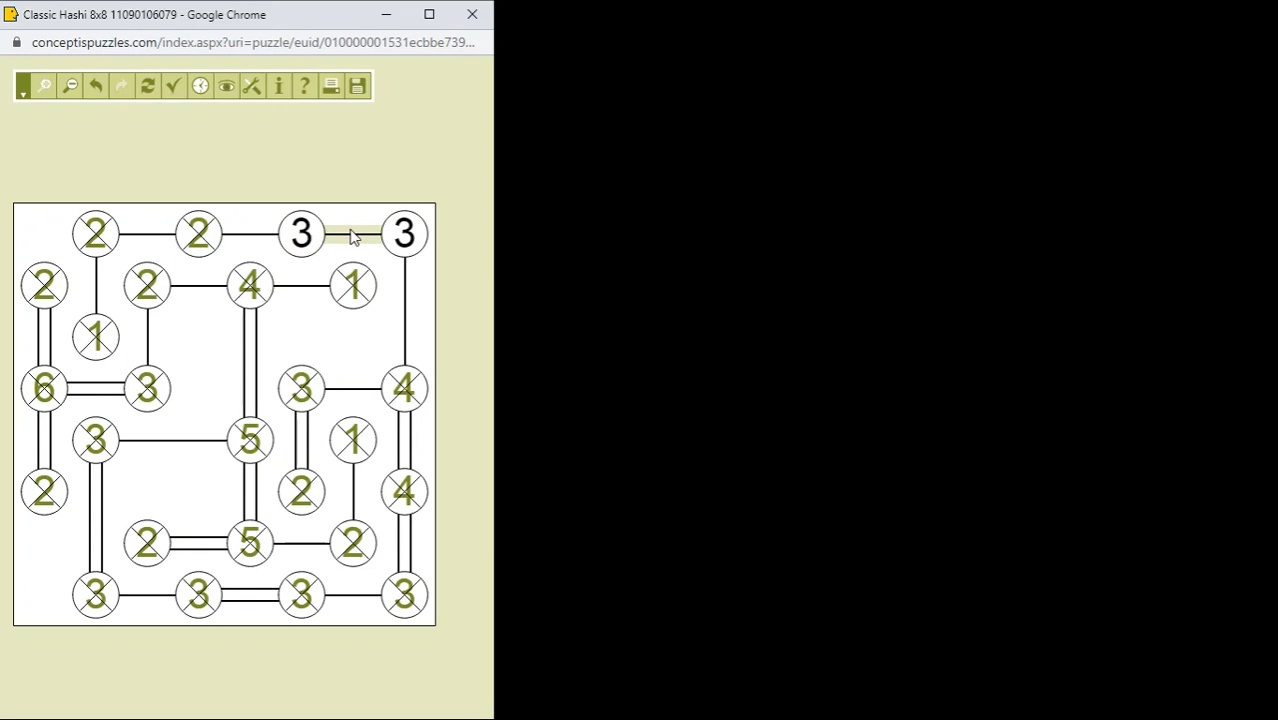 Classic Hashi 8x8 11090106079 - Google Chrome
conceptispuzzles.com/index.aspx?uri=puzzle/euid/010000001531ecbbe739...
i ?
2 2 3 3
2 2 4 1
1
6 3 3 4
3 5 1
2 2 4
2 5 2
3 3 3 3